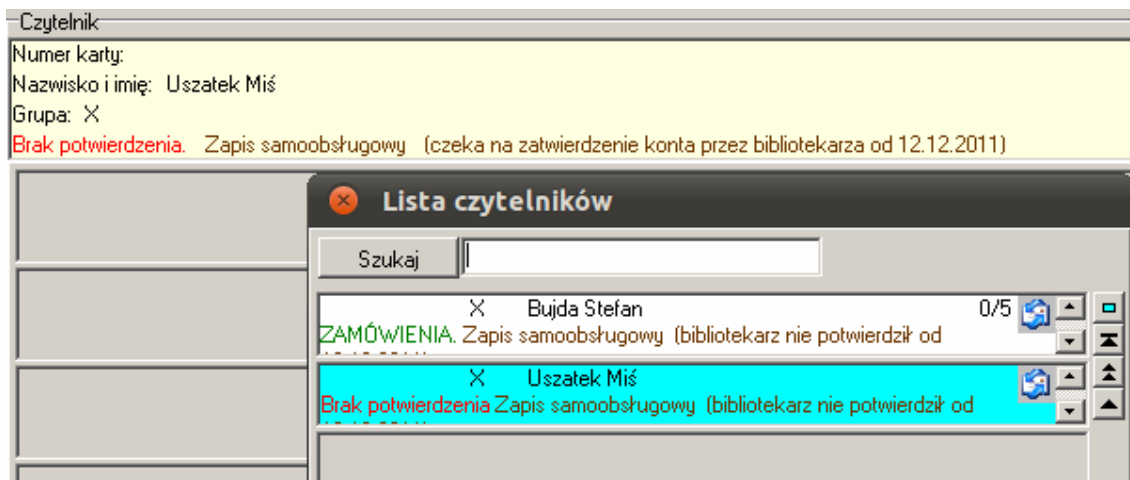 Czytelnik
Numer karty:
Nazwisko i imię: Uszatek Miś
Grupa: X
Brak potwierdzenia. Zapis samoobsługowy (czeka na zatwierdzenie konta przez bibliotekarza od 12.12.2011)
Lista czytelników
Szukaj
X Bujda Stefan 0/5
ZAMÓWIENIA. Zapis samoobsługowy (bibliotekarz nie potwierdził od
X Uszatek Miś
Brak potwierdzenia Zapis samoobsługowy (bibliotekarz nie potwierdził od